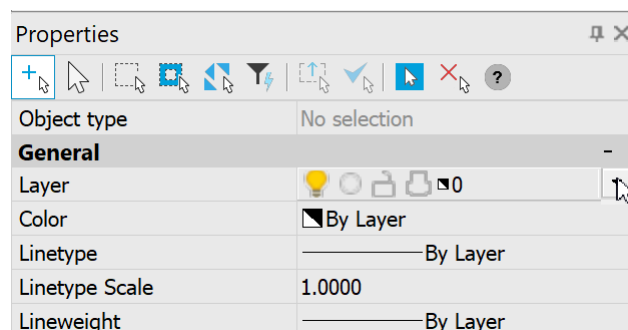 Properties
?
Object type No selection
General -
Layer 0
Color By Layer
Linetype By Layer
Linetype Scale 1.0000
Lineweight By Layer